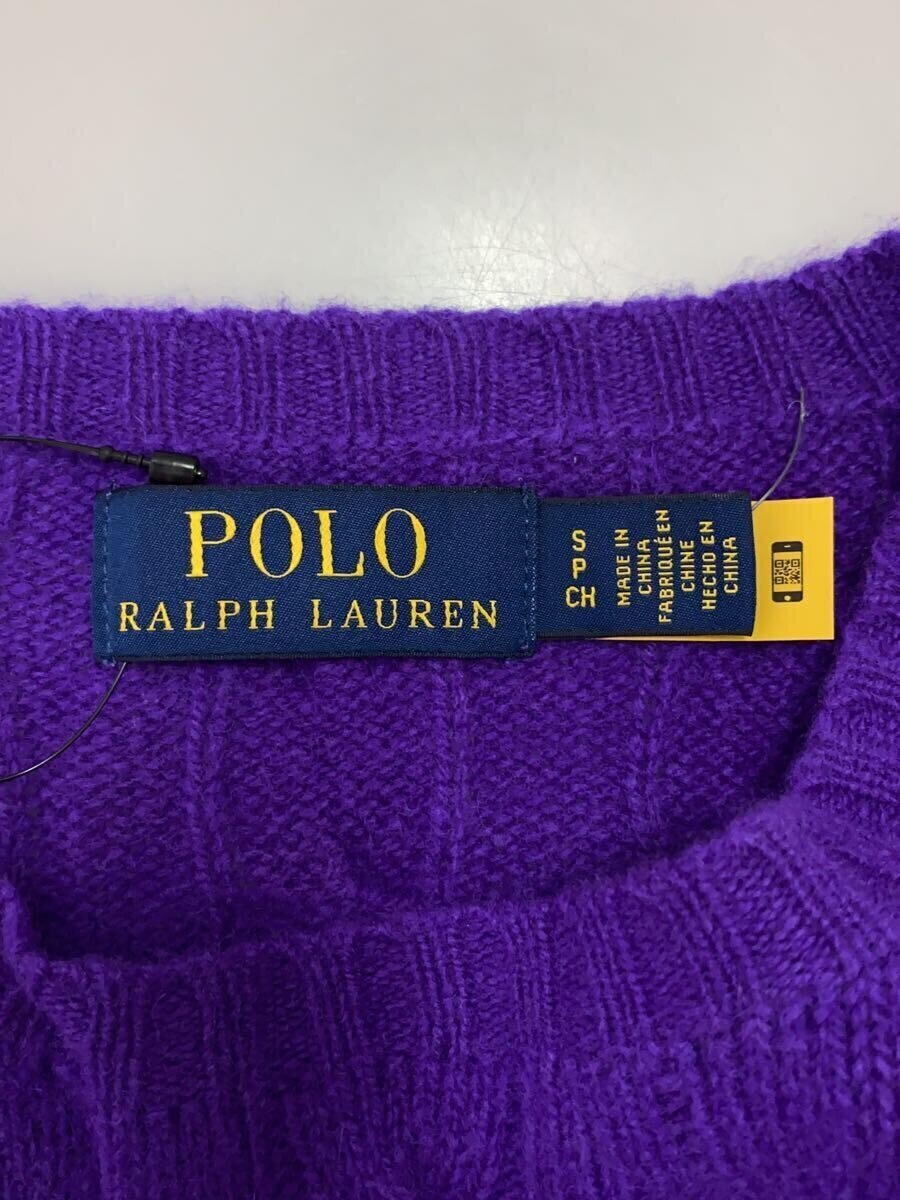 POLO
RALPH LAUREN
S
P
CH
MADE IN
CHINA
FABRIQUÉ EN
CHINE
HECHO EN
CHINA